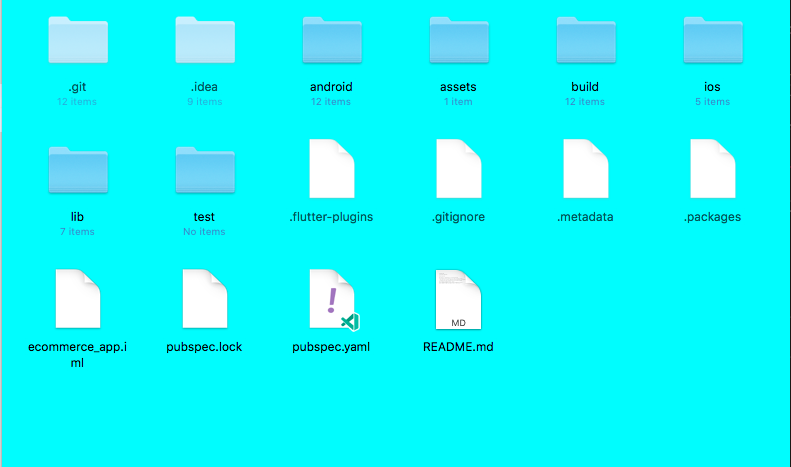 .git
12 items
.idea
9 items
android
12 items
assets
1 item
build
12 items
ios
5 items
lib
7 items
test
No items
.flutter-plugins
.gitignore
.metadata
.packages
ecommerce_app.i
ml
pubspec.lock
!
pubspec.yaml
MD
README.md